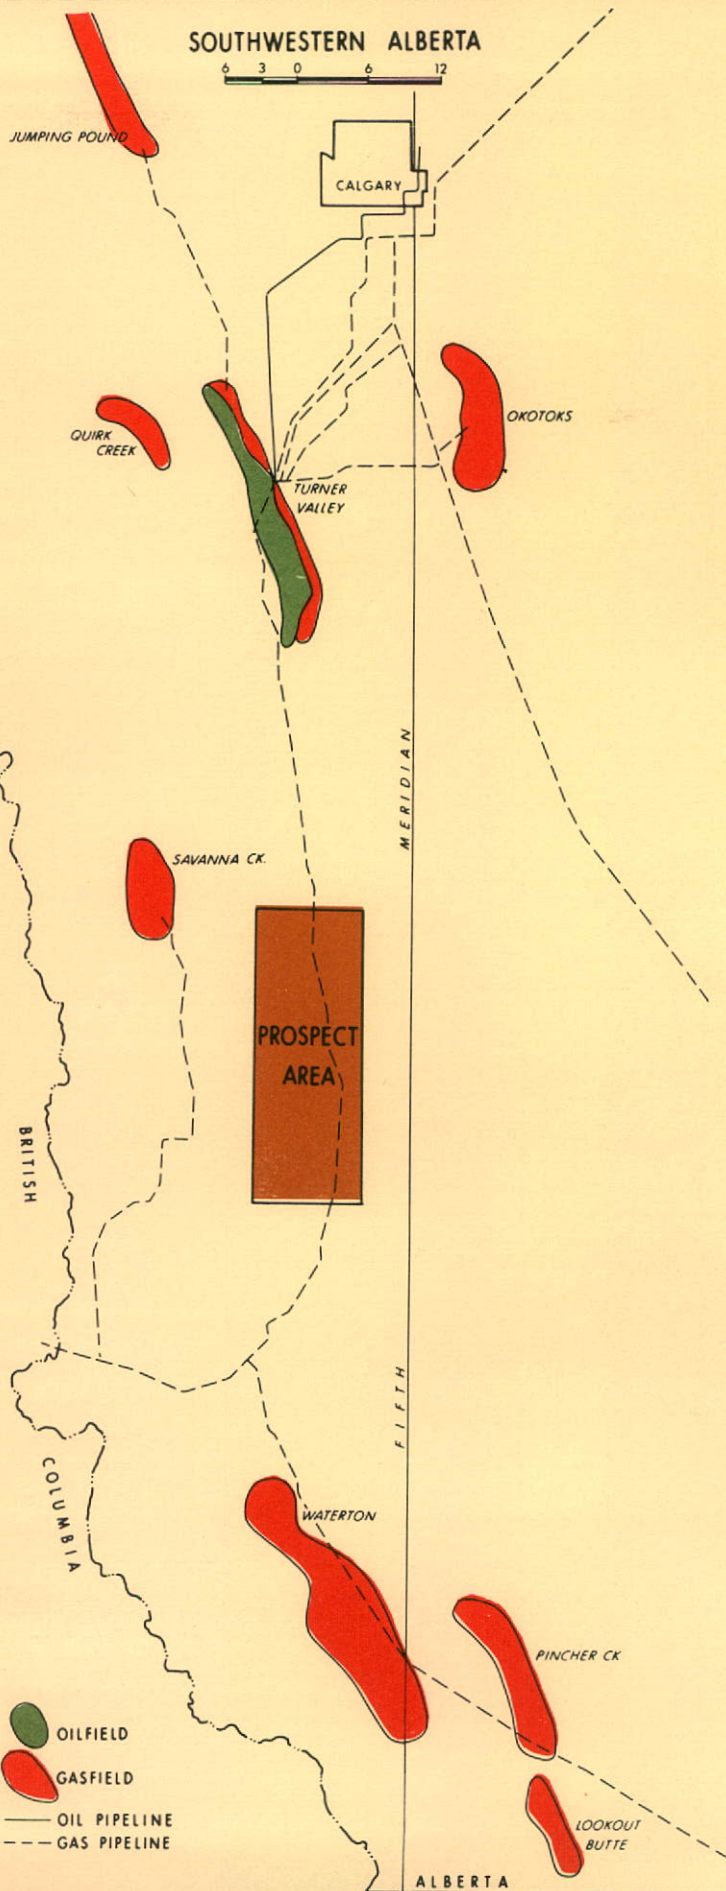 SOUTHWESTERN ALBERTA
6 3 0 6 12
JUMPING POUND
CALGARY
OKOTOKS
QUIRK
CREEK
TURNER
VALLEY
MERIDIAN
SAVANNA CK.
PROSPECT
AREA
BRITISH
FIFTH
COLUMBIA
WATERTON
PINCHER CK
OILFIELD
GASFIELD
OIL PIPELINE
GAS PIPELINE
LOOKOUT
BUTTE
ALBERTA